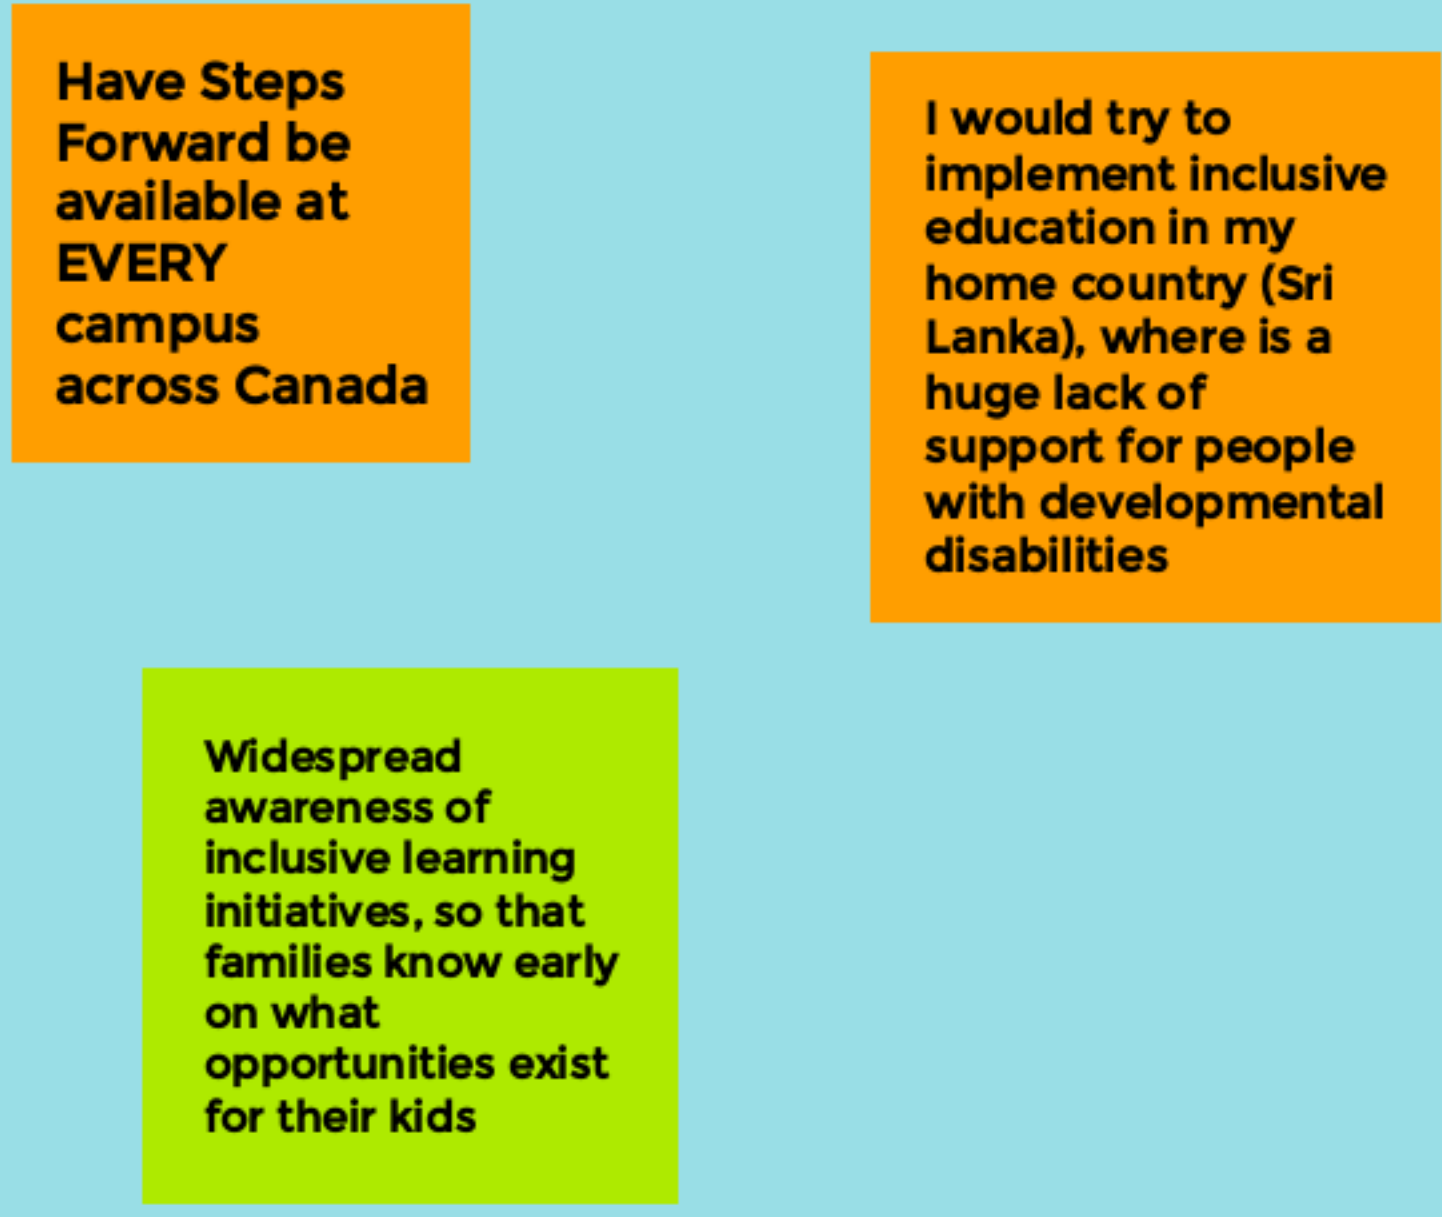 Have Steps
Forward be
available at
EVERY
campus
across Canada
I would try to
implement inclusive
education in my
home country (Sri
Lanka), where is a
huge lack of
support for people
with developmental
disabilities
Widespread
awareness of
inclusive learning
initiatives, so that
families know early
on what
opportunities exist
for their kids